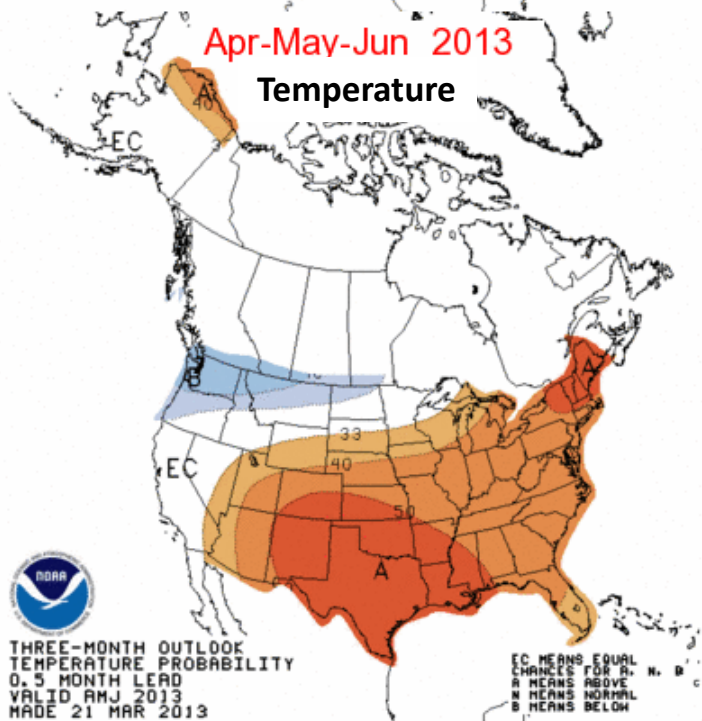 Apr-May-Jun 2013
Temperature
A
40
EC
B
A
33
EC
40
50
A
NOAA
THREE-MONTH OUTLOOK
TEMPERATURE PROBABILITY
0.5 MONTH LEAD
VALID AMJ 2013
MADE 21 MAR 2013
EC MEANS EQUAL
CHANCES FOR A, N, B
A MEANS ABOVE
N MEANS NORMAL
B MEANS BELOW